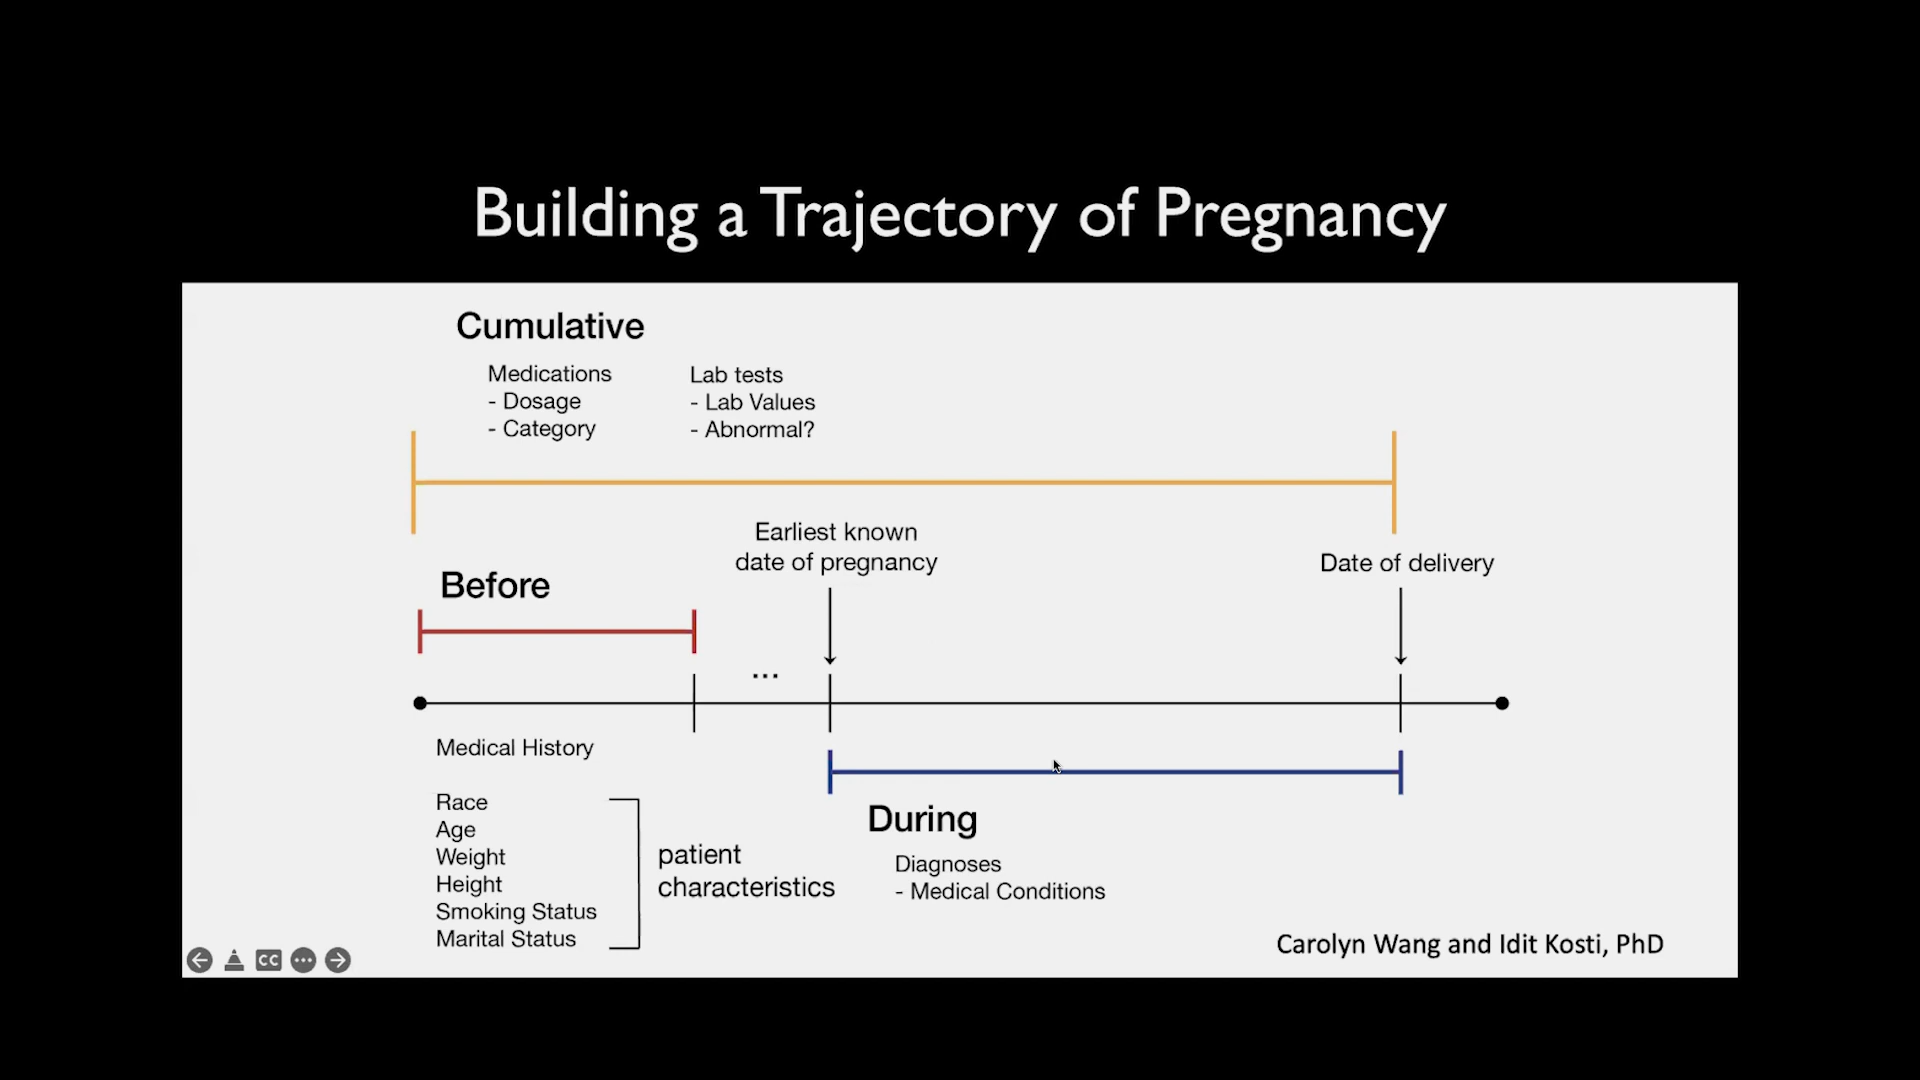 Building a Trajectory of Pregnancy
Cumulative
Medications
- Dosage
- Category
Lab tests
- Lab Values
- Abnormal?
Earliest known
date of pregnancy
Date of delivery
Before
...
Medical History
Race
Age
Weight
Height
Smoking Status
Marital Status
patient
characteristics
During
Diagnoses
- Medical Conditions
Carolyn Wang and Idit Kosti, PhD
CC